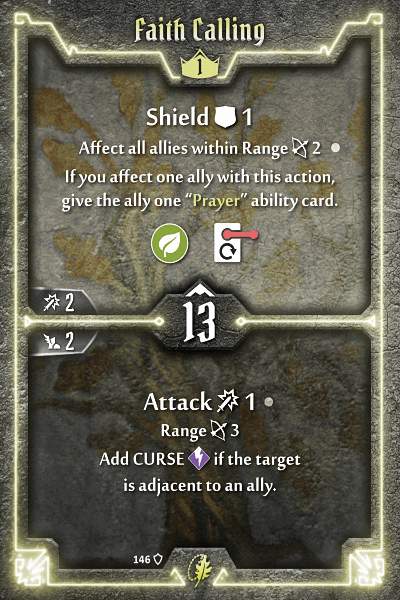 Faith Calling
1
Shield 1
Affect all allies within Range 2
If you affect one ally with this action,
give the ally one “Prayer” ability card.
2
13
2
Attack 1
Range 3
Add CURSE if the target
is adjacent to an ally.
146